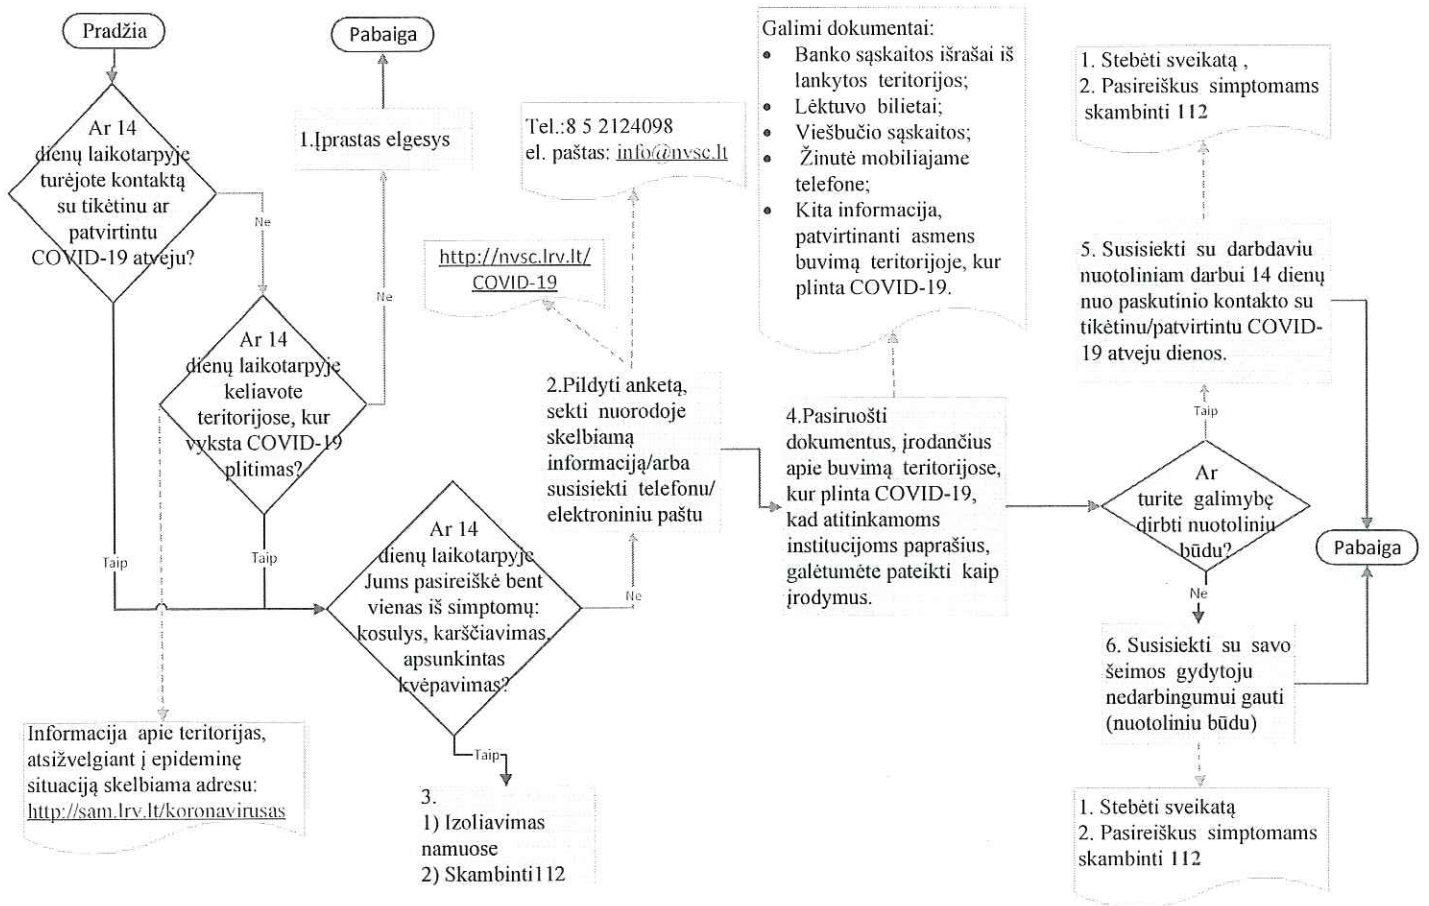 Pradžia
Ar 14
dienų laikotarpyje
turėjote kontaktą
su tikėtinu ar
patvirtintu
COVID-19 atveju?
Ne
Taip
Ar 14
dienų laikotarpyje
keliavote
teritorijose, kur
vyksta COVID-19
plitimas?
Ne
Taip
Pabaiga
1.Įprastas elgesys
Informacija apie teritorijas,
atsižvelgiant į epideminę
situaciją skelbiama adresu:
http://sam.lrv.lt/koronavirusas
Ar 14
dienų laikotarpyje
Jums pasireiškė bent
vienas iš simptomų:
kosulys, karščiavimas,
apsunkintas
kvėpavimas?
Ne
Taip
3.
1) Izoliavimas
namuose
2) Skambinti112
2.Pildyti anketą,
sekti nuorodoje
skelbiamą
informaciją/arba
susisiekti telefonu/
elektroniniu paštu
http://nvsc.lrv.lt/
COVID-19
Tel.:8 5 2124098
el. paštas: info@nvsc.lt
4.Pasiruošti
dokumentus, įrodančius
apie buvimą teritorijose,
kur plinta COVID-19,
kad atitinkamoms
institucijoms paprašius,
galėtumėte pateikti kaip
įrodymus.
Galimi dokumentai:
• Banko sąskaitos išrašai iš
lankytos teritorijos;
• Lėktuvo bilietai;
• Viešbučio sąskaitos;
• Žinutė mobiliajame
telefone;
• Kita informacija,
patvirtinanti asmens
buvimą teritorijoje, kur
plinta COVID-19.
Ar
turite galimybę
dirbti nuotoliniu
būdu?
Taip
Ne
5. Susisiekti su darbdaviu
nuotoliniam darbui 14 dienų
nuo paskutinio kontakto su
tikėtinu/patvirtintu COVID-
19 atveju dienos.
1. Stebėti sveikatą ,
2. Pasireiškus simptomams
skambinti 112
6. Susisiekti su savo
šeimos gydytoju
nedarbingumui gauti
(nuotoliniu būdu)
1. Stebėti sveikatą
2. Pasireiškus simptomams
skambinti 112
Pabaiga